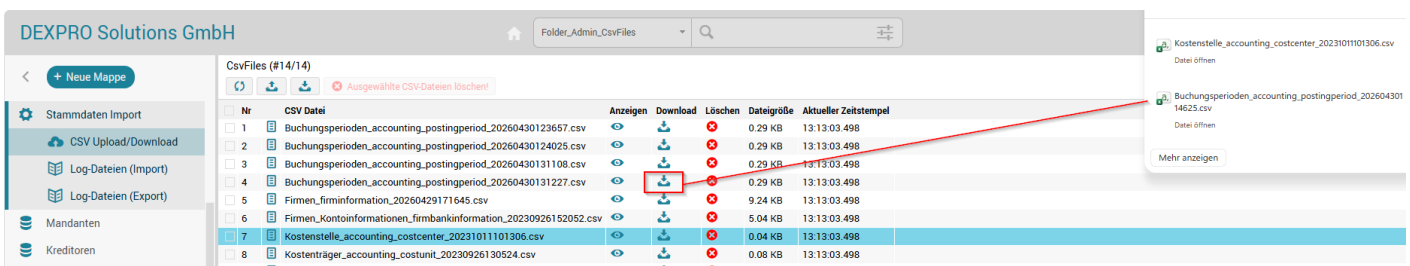 DEXPRO Solutions GmbH
Folder_Admin_CsvFiles
+ Neue Mappe
Stammdaten Import
CSV Upload/Download
Log-Dateien (Import)
Log-Dateien (Export)
Mandanten
Kreditoren
CsvFiles (#14/14)
Ausgewählte CSV-Dateien löschen!
Nr CSV Datei Anzeigen Download Löschen Dateigröße Aktueller Zeitstempel
1 Buchungsperioden_accounting_postingperiod_20260430123657.csv 0.29 KB 13:13:03.498
2 Buchungsperioden_accounting_postingperiod_20260430124025.csv 0.29 KB 13:13:03.498
3 Buchungsperioden_accounting_postingperiod_20260430131108.csv 0.29 KB 13:13:03.498
4 Buchungsperioden_accounting_postingperiod_20260430131227.csv 0.29 KB 13:13:03.498
5 Firmen_firminformation_20260429171645.csv 9.24 KB 13:13:03.498
6 Firmen_Kontoinformationen_firmbankinformation_20230926152052.csv 5.04 KB 13:13:03.498
7 Kostenstelle_accounting_costcenter_20231011101306.csv 0.04 KB 13:13:03.498
8 Kostenträger_accounting_costunit_20230926130524.csv 0.08 KB 13:13:03.498
Kostenstelle_accounting_costcenter_20231011101306.csv
Datei öffnen
Buchungsperioden_accounting_postingperiod_202604301
14625.csv
Datei öffnen
Mehr anzeigen